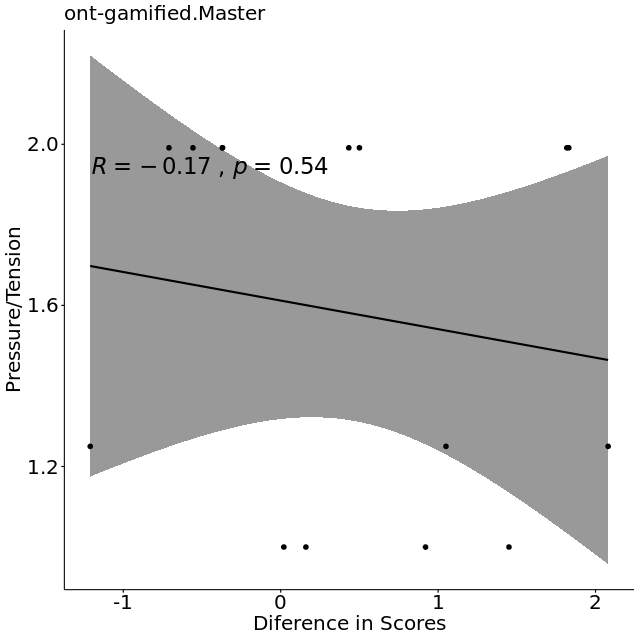 ont-gamified.Master
2.0
R = −0.17 , p = 0.54
1.6
1.2
Pressure/Tension
-1 0 1 2
Diference in Scores